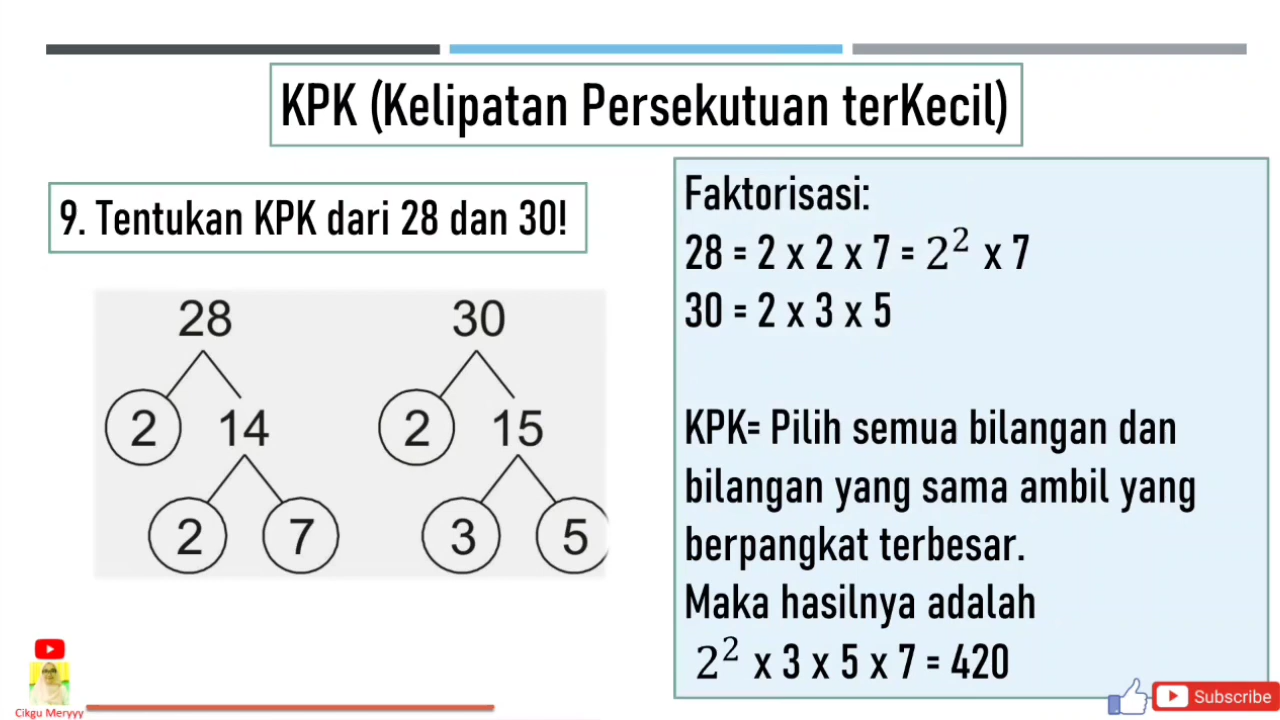 KPK (Kelipatan Persekutuan terKecil)
9. Tentukan KPK dari 28 dan 30!
28 30
2 14 2 15
2 7 3 5
Faktorisasi:
28 = 2 x 2 x 7 = 2² x 7
30 = 2 x 3 x 5
KPK= Pilih semua bilangan dan
bilangan yang sama ambil yang
berpangkat terbesar.
Maka hasilnya adalah
2² x 3 x 5 x 7 = 420
Cikgu Meryyy
Subscribe